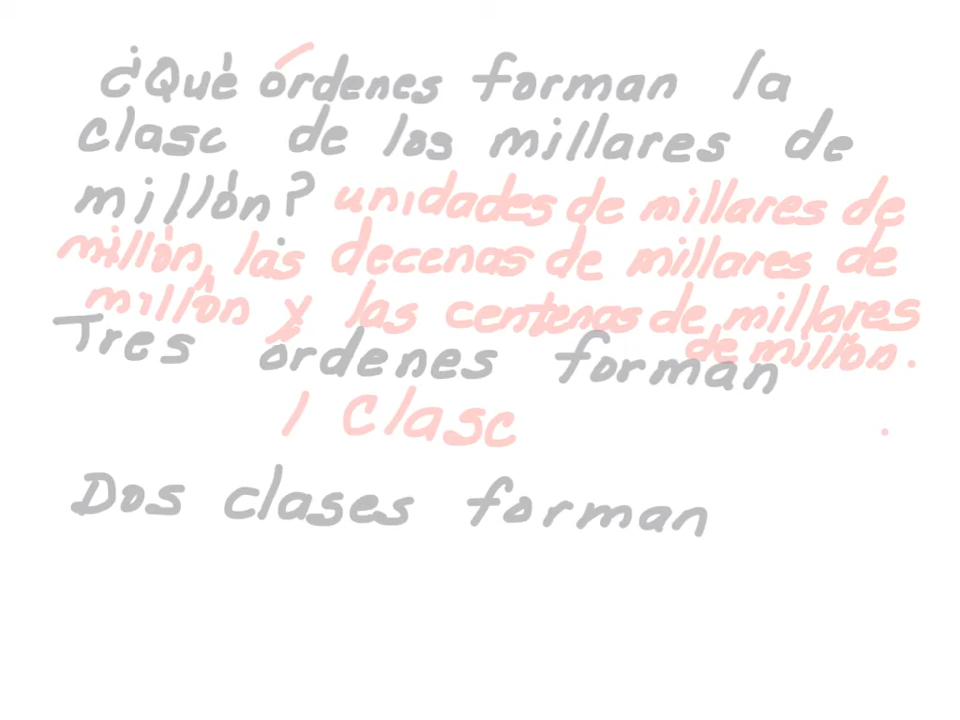 ¿Qué órdenes forman la
clase de los millares de
millón? unidades de millares de
millón, las decenas de millares de
millón y las centenas de millares
de millón.
Tres órdenes forman
1 Clase
Dos clases forman